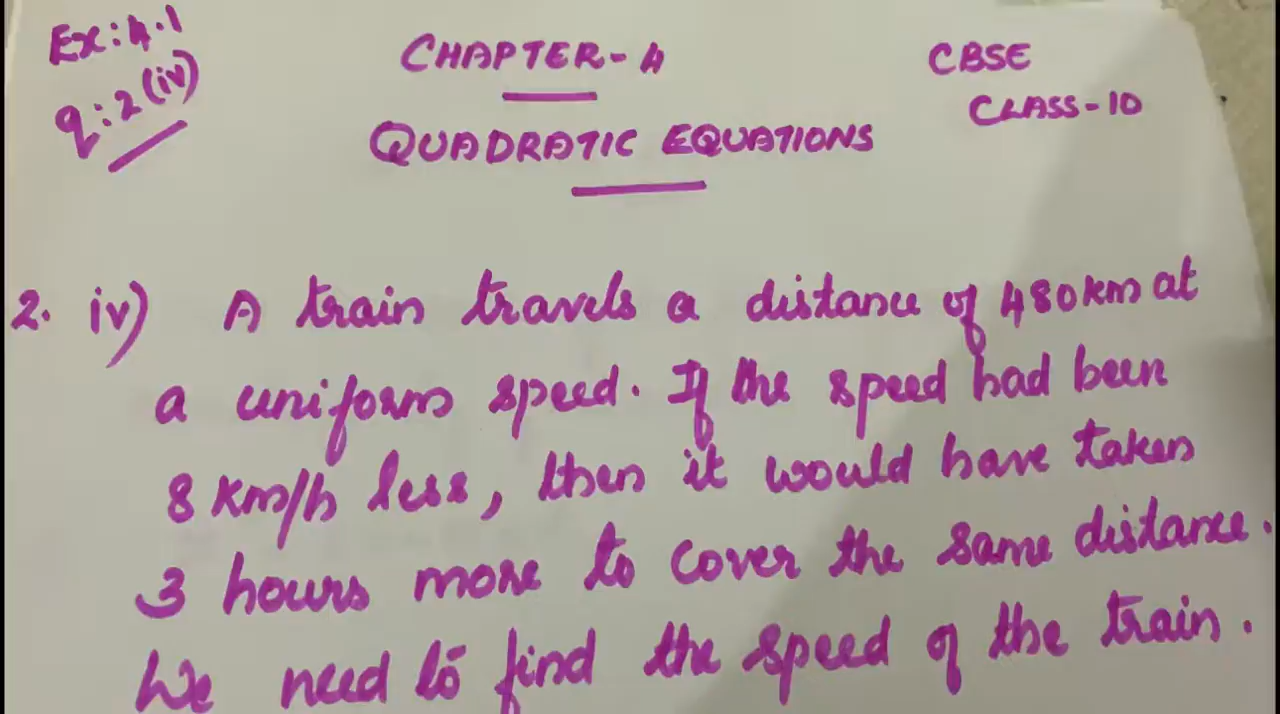 Ex: 4.1
q: 2 (iv)
CHAPTER-4
CBSE
CLASS-10
QUADRATIC EQUATIONS
2. iv) A train travels a distance of 480km at
a uniform speed. If the speed had been
8 km/h less, then it would have taken
3 hours more to cover the same distance.
We need to find the speed of the train.